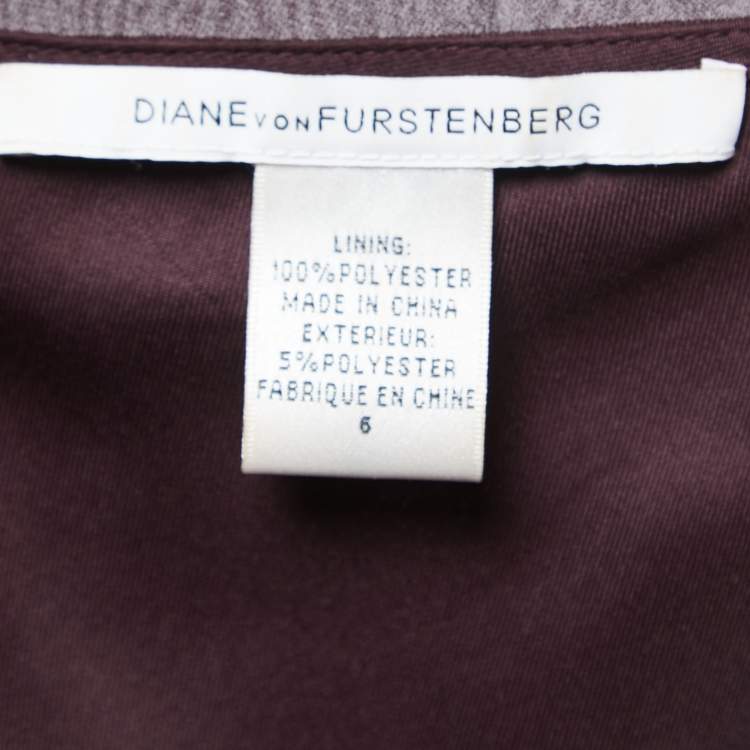 DIANE VON FURSTENBERG
LINING:
100%POLYESTER
MADE IN CHINA
EXTERIEUR:
5%POLYESTER
FABRIQUE EN CHINE
6